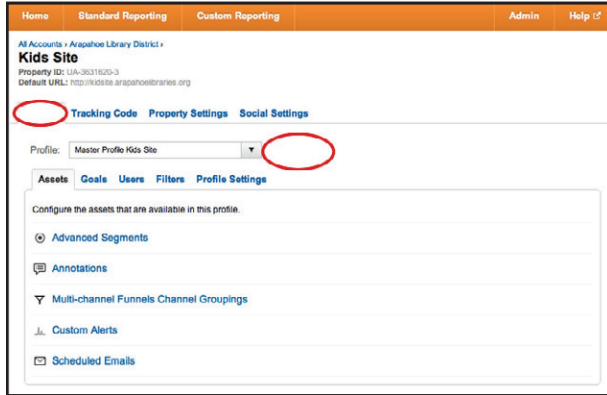 Home Standard Reporting Custom Reporting Admin Help
All Accounts › Arapahoe Library District ›
Kids Site
Property ID: UA-3631620-3
Default URL: http://kidsite.arapahoelibraries.org
Tracking Code Property Settings Social Settings
Profile: Master Profile Kids Site
Assets Goals Users Filters Profile Settings
Configure the assets that are available in this profile.
Advanced Segments
Annotations
Multi-channel Funnels Channel Groupings
Custom Alerts
Scheduled Emails